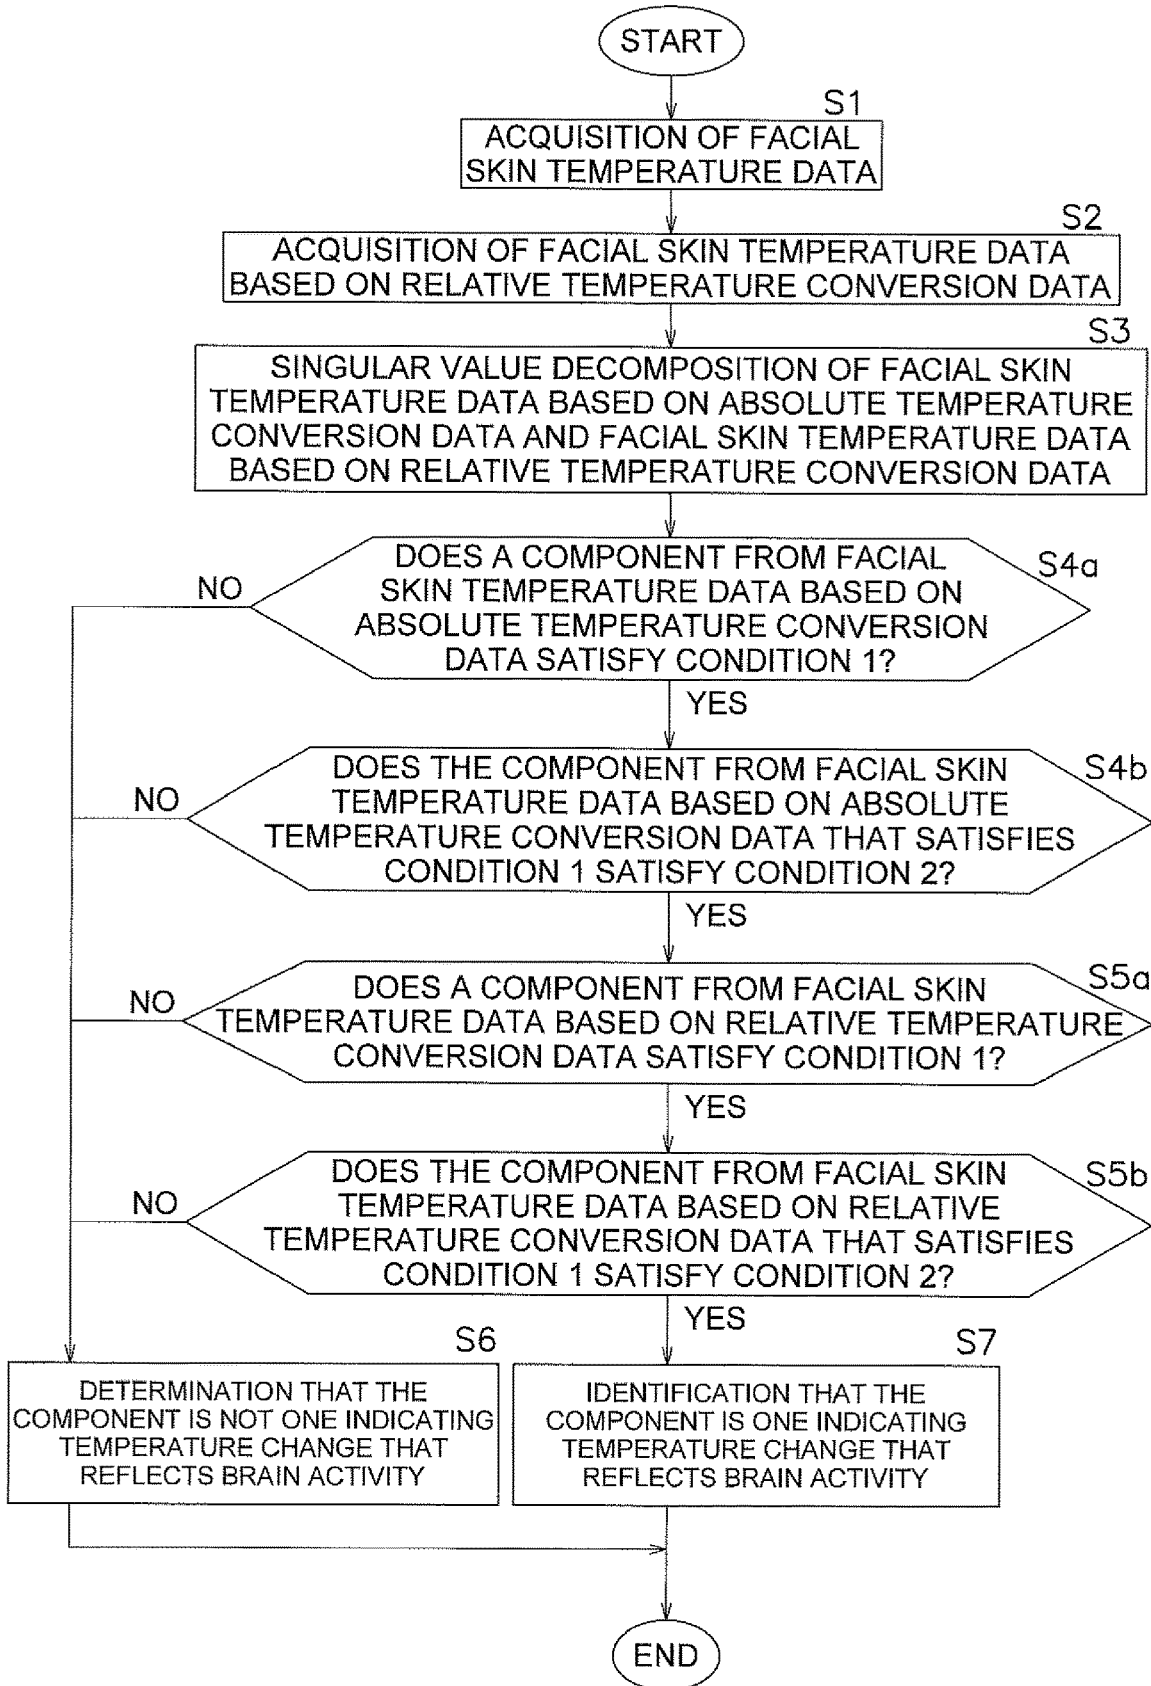 START
S1
ACQUISITION OF FACIAL
SKIN TEMPERATURE DATA
S2
ACQUISITION OF FACIAL SKIN TEMPERATURE DATA
BASED ON RELATIVE TEMPERATURE CONVERSION DATA
S3
SINGULAR VALUE DECOMPOSITION OF FACIAL SKIN
TEMPERATURE DATA BASED ON ABSOLUTE TEMPERATURE
CONVERSION DATA AND FACIAL SKIN TEMPERATURE DATA
BASED ON RELATIVE TEMPERATURE CONVERSION DATA
S4a
DOES A COMPONENT FROM FACIAL
SKIN TEMPERATURE DATA BASED ON
ABSOLUTE TEMPERATURE CONVERSION
DATA SATISFY CONDITION 1?
NO
YES
S4b
DOES THE COMPONENT FROM FACIAL SKIN
TEMPERATURE DATA BASED ON ABSOLUTE
TEMPERATURE CONVERSION DATA THAT SATISFIES
CONDITION 1 SATISFY CONDITION 2?
NO
YES
S5a
DOES A COMPONENT FROM FACIAL SKIN
TEMPERATURE DATA BASED ON RELATIVE TEMPERATURE
CONVERSION DATA SATISFY CONDITION 1?
NO
YES
S5b
DOES THE COMPONENT FROM FACIAL SKIN
TEMPERATURE DATA BASED ON RELATIVE
TEMPERATURE CONVERSION DATA THAT SATISFIES
CONDITION 1 SATISFY CONDITION 2?
NO
YES
S6
DETERMINATION THAT THE
COMPONENT IS NOT ONE INDICATING
TEMPERATURE CHANGE THAT
REFLECTS BRAIN ACTIVITY
S7
IDENTIFICATION THAT THE
COMPONENT IS ONE INDICATING
TEMPERATURE CHANGE THAT
REFLECTS BRAIN ACTIVITY
END